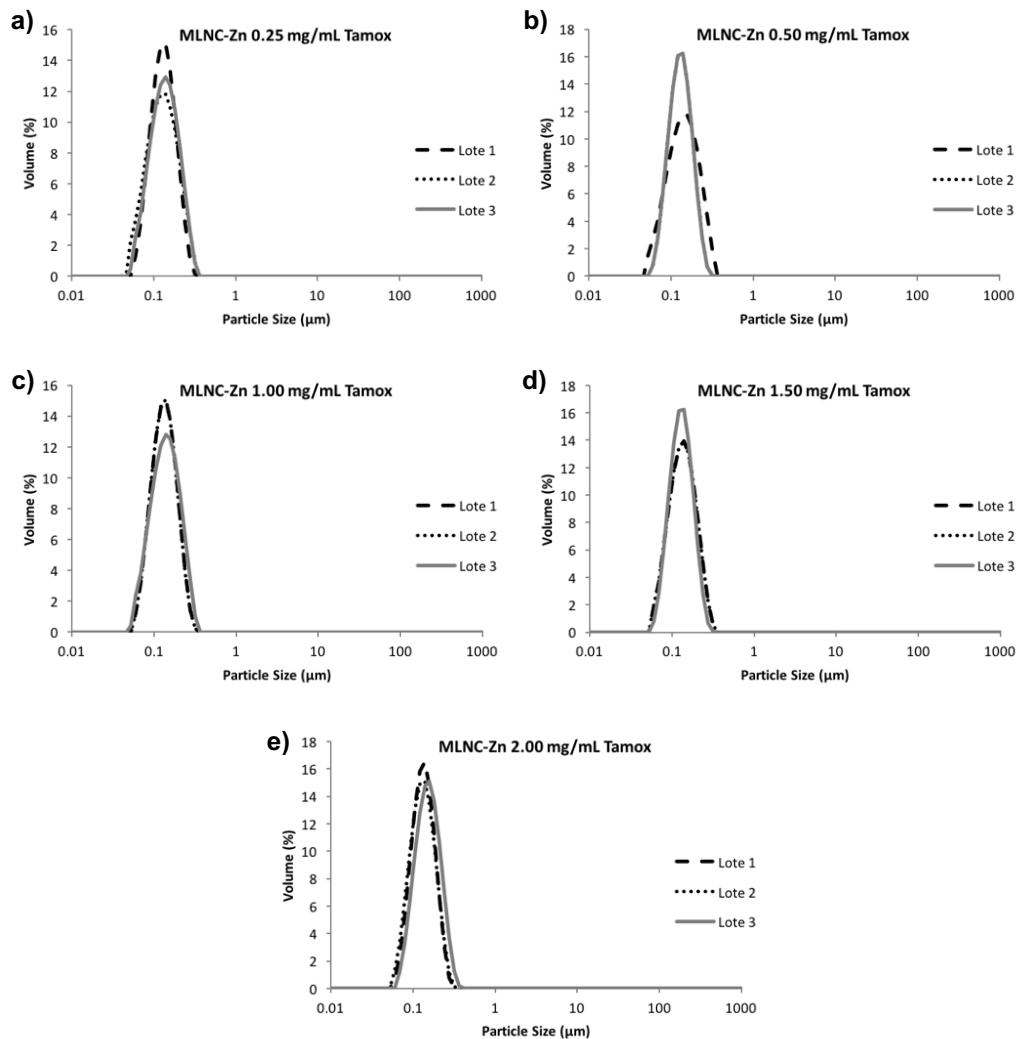 a)
MLNC-Zn 0.25 mg/mL Tamox
16
14
12
10
8
6
4
2
0
Volume (%)
0.01 0.1 1 10 100 1000
Particle Size (μm)
Lote 1
Lote 2
Lote 3
b)
MLNC-Zn 0.50 mg/mL Tamox
18
16
14
12
10
8
6
4
2
0
Volume (%)
0.01 0.1 1 10 100 1000
Particle Size (μm)
Lote 1
Lote 2
Lote 3
c)
MLNC-Zn 1.00 mg/mL Tamox
16
14
12
10
8
6
4
2
0
Volume (%)
0.01 0.1 1 10 100 1000
Particle Size (μm)
Lote 1
Lote 2
Lote 3
d)
MLNC-Zn 1.50 mg/mL Tamox
18
16
14
12
10
8
6
4
2
0
Volume (%)
0.01 0.1 1 10 100 1000
Particle Size (μm)
Lote 1
Lote 2
Lote 3
e)
MLNC-Zn 2.00 mg/mL Tamox
18
16
14
12
10
8
6
4
2
0
Volume (%)
0.01 0.1 1 10 100 1000
Particle Size (μm)
Lote 1
Lote 2
Lote 3